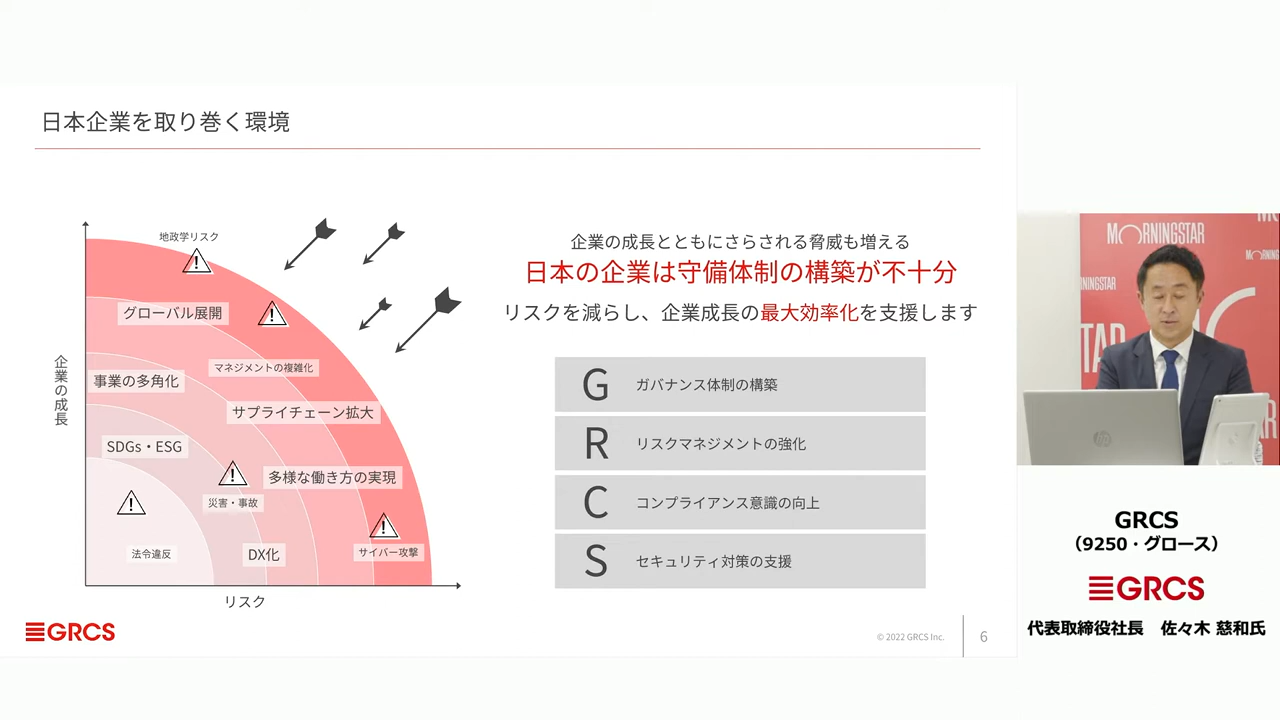 日本企業を取り巻く環境
地政学リスク
グローバル展開
マネジメントの複雑化
事業の多角化
サプライチェーン拡大
SDGs・ESG
多様な働き方の実現
災害・事故
法令違反
DX化
サイバー攻撃
企業の成長
リスク
企業の成長とともにさらされる脅威も増える
日本の企業は守備体制の構築が不十分
リスクを減らし、企業成長の最大効率化を支援します
G ガバナンス体制の構築
R リスクマネジメントの強化
C コンプライアンス意識の向上
S セキュリティ対策の支援
GRCS
© 2022 GRCS Inc.
6
MORNINGSTAR
MORNINGSTAR
GRCS
（9250・グロース）
GRCS
代表取締役社長 佐々木 慈和氏